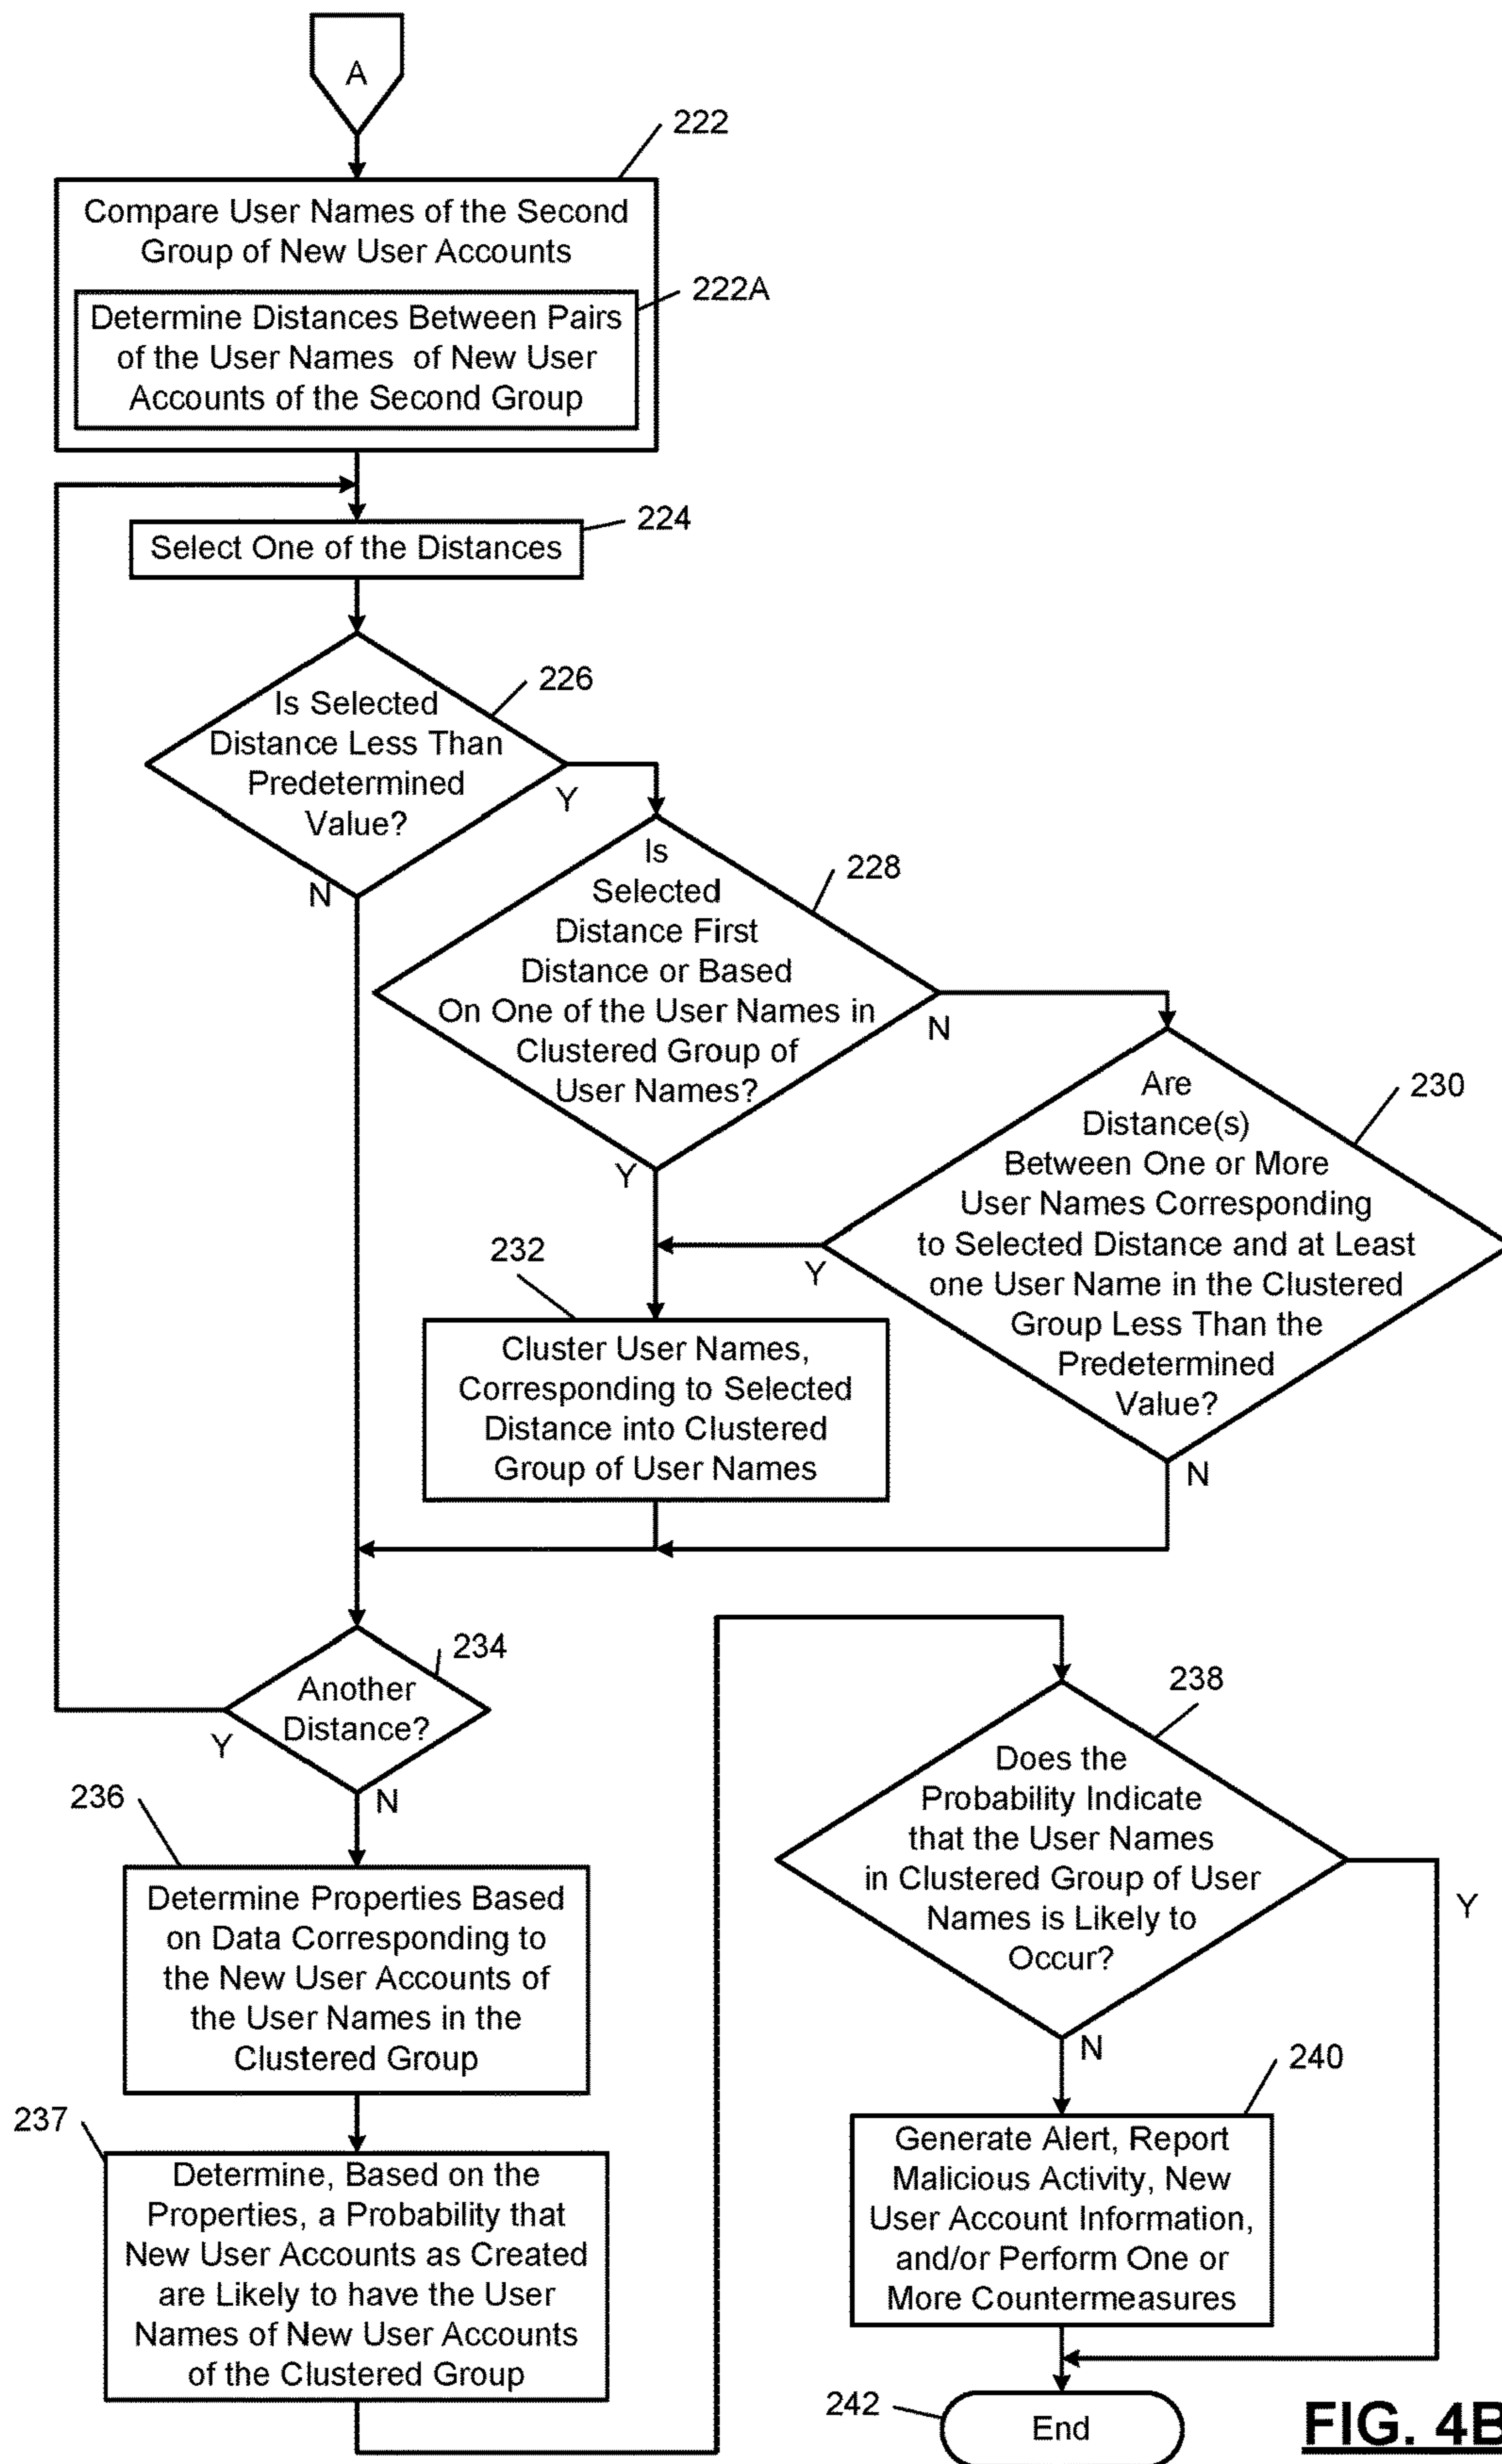 A
222
Compare User Names of the Second
Group of New User Accounts
222A
Determine Distances Between Pairs
of the User Names of New User
Accounts of the Second Group
224
Select One of the Distances
226
Is Selected
Distance Less Than
Predetermined
Value?
Y
N
228
Is
Selected
Distance First
Distance or Based
On One of the User Names in
Clustered Group of
User Names?
N
Y
230
Are
Distance(s)
Between One or More
User Names Corresponding
to Selected Distance and at Least
one User Name in the Clustered
Group Less Than the
Predetermined
Value?
Y
N
232
Cluster User Names,
Corresponding to Selected
Distance into Clustered
Group of User Names
234
Another
Distance?
Y
N
236
Determine Properties Based
on Data Corresponding to
the New User Accounts of
the User Names in the
Clustered Group
237
Determine, Based on the
Properties, a Probability that
New User Accounts as Created
are Likely to have the User
Names of New User Accounts
of the Clustered Group
238
Does the
Probability Indicate
that the User Names
in Clustered Group of User
Names is Likely to
Occur?
Y
N
240
Generate Alert, Report
Malicious Activity, New
User Account Information,
and/or Perform One or
More Countermeasures
242
End
FIG. 4B